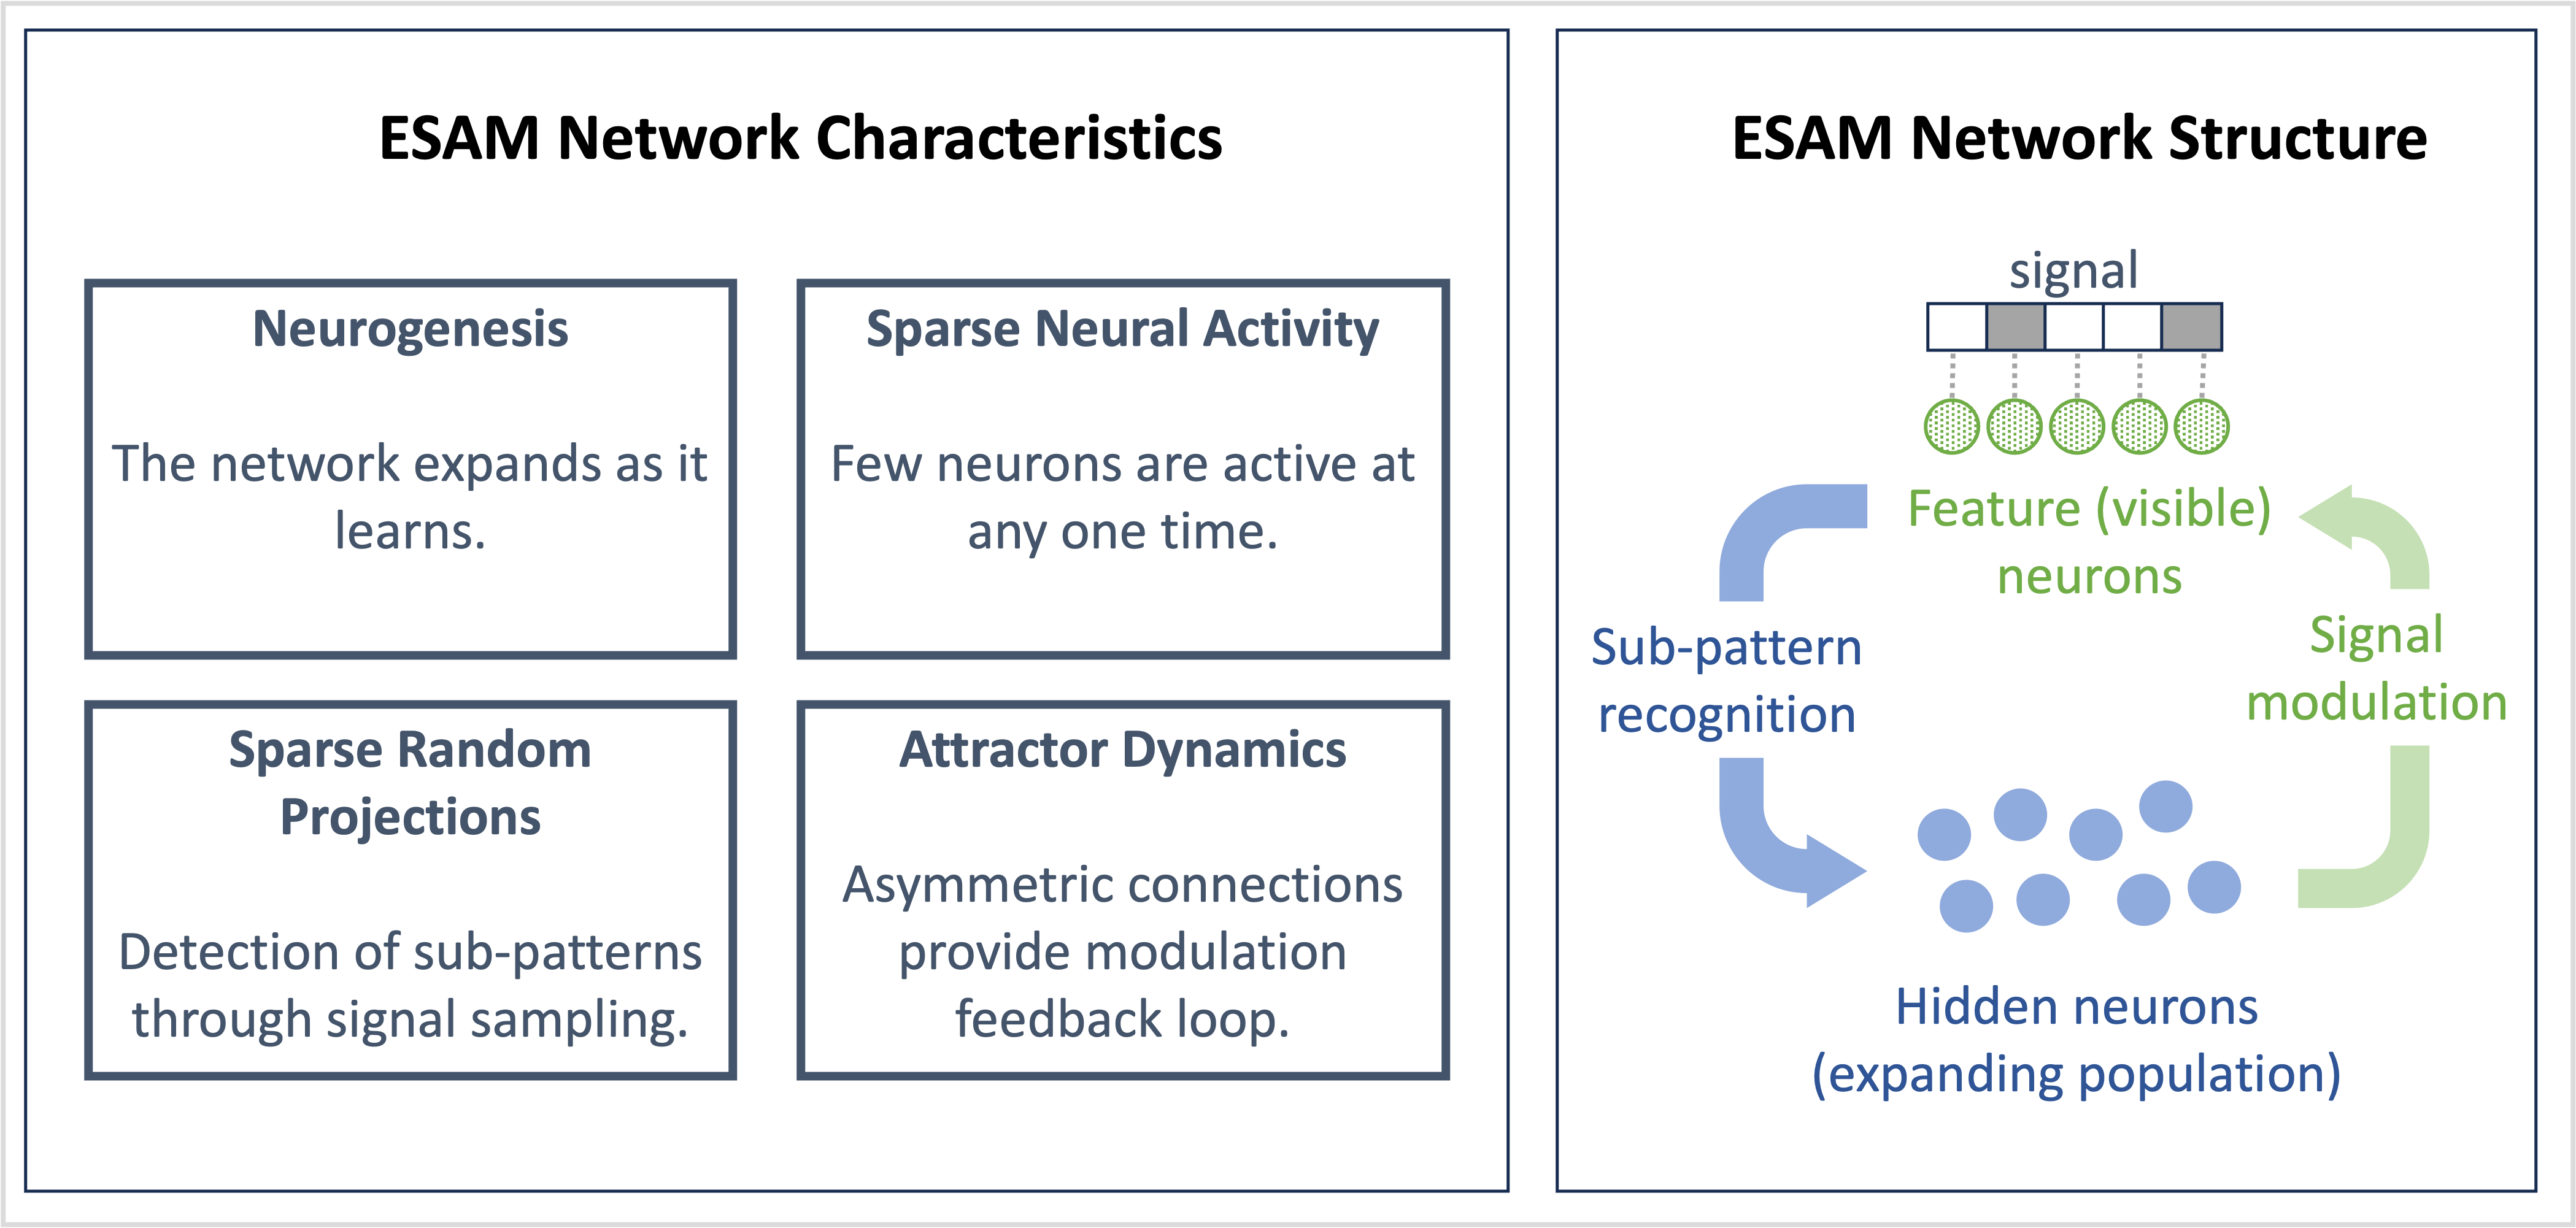 ESAM Network Characteristics
Neurogenesis
The network expands as it
learns.
Sparse Neural Activity
Few neurons are active at
any one time.
Sparse Random
Projections
Detection of sub-patterns
through signal sampling.
Attractor Dynamics
Asymmetric connections
provide modulation
feedback loop.
ESAM Network Structure
signal
Feature (visible)
neurons
Sub-pattern
recognition
Signal
modulation
Hidden neurons
(expanding population)